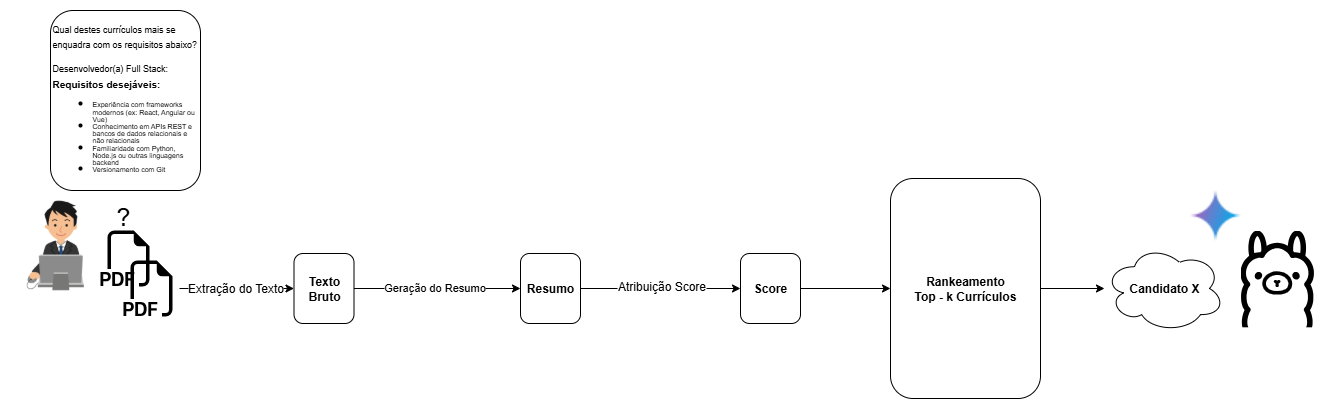 Qual destes currículos mais se
enquadra com os requisitos abaixo?
Desenvolvedor(a) Full Stack:
Requisitos desejáveis:
Experiência com frameworks
modernos (ex: React, Angular ou
Vue)
Conhecimento em APIs REST e
bancos de dados relacionais e
não relacionais
Familiaridade com Python,
Node.js ou outras linguagens
backend
Versionamento com Git
?
PDF
PDF
Extração do Texto
Texto
Bruto
Geração do Resumo
Resumo
Atribuição Score
Score
Rankeamento
Top - k Currículos
Candidato X